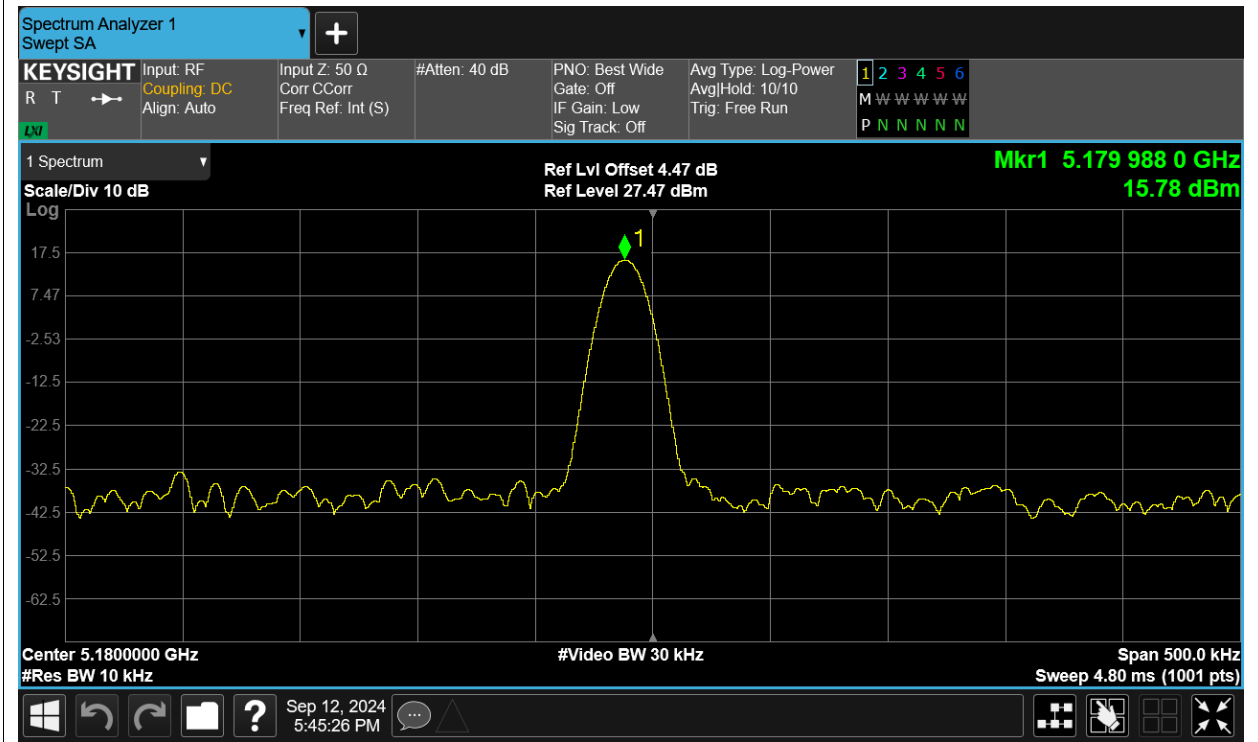 Spectrum Analyzer 1
Swept SA
+
KEYSIGHT
R T
LXI
Input: RF
Coupling: DC
Align: Auto
Input Z: 50 Ω
Corr CCorr
Freq Ref: Int (S)
#Atten: 40 dB
PNO: Best Wide
Gate: Off
IF Gain: Low
Sig Track: Off
Avg Type: Log-Power
Avg|Hold: 10/10
Trig: Free Run
1 2 3 4 5 6
M W W W W W
P N N N N N
1 Spectrum
Scale/Div 10 dB
Log
Ref Lvl Offset 4.47 dB
Ref Level 27.47 dBm
Mkr1 5.179 988 0 GHz
15.78 dBm
1
17.5
7.47
-2.53
-12.5
-22.5
-32.5
-42.5
-52.5
-62.5
Center 5.1800000 GHz
#Res BW 10 kHz
#Video BW 30 kHz
Span 500.0 kHz
Sweep 4.80 ms (1001 pts)
?
Sep 12, 2024
5:45:26 PM